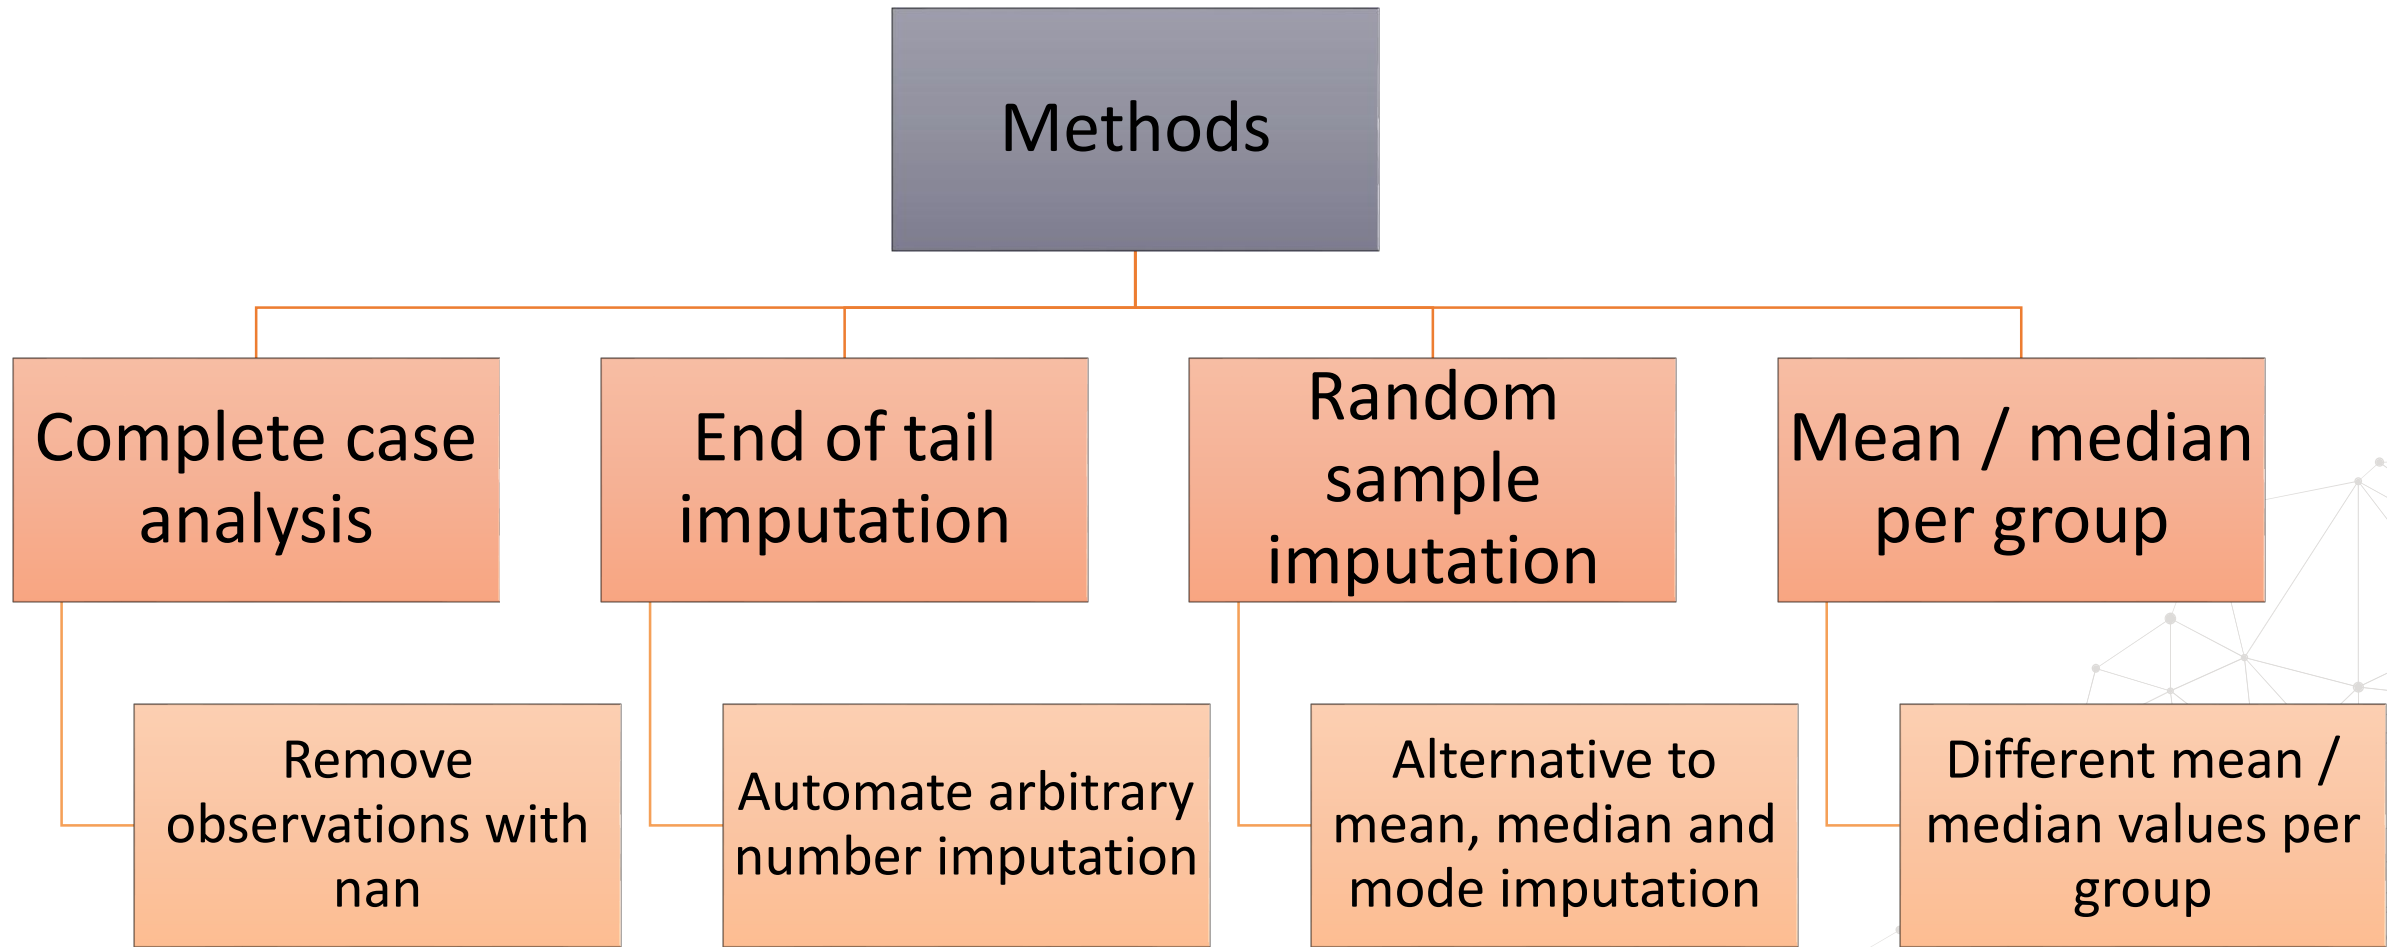 Methods
Complete case
analysis
End of tail
imputation
Random
sample
imputation
Mean / median
per group
Remove
observations with
nan
Automate arbitrary
number imputation
Alternative to
mean, median and
mode imputation
Different mean /
median values per
group